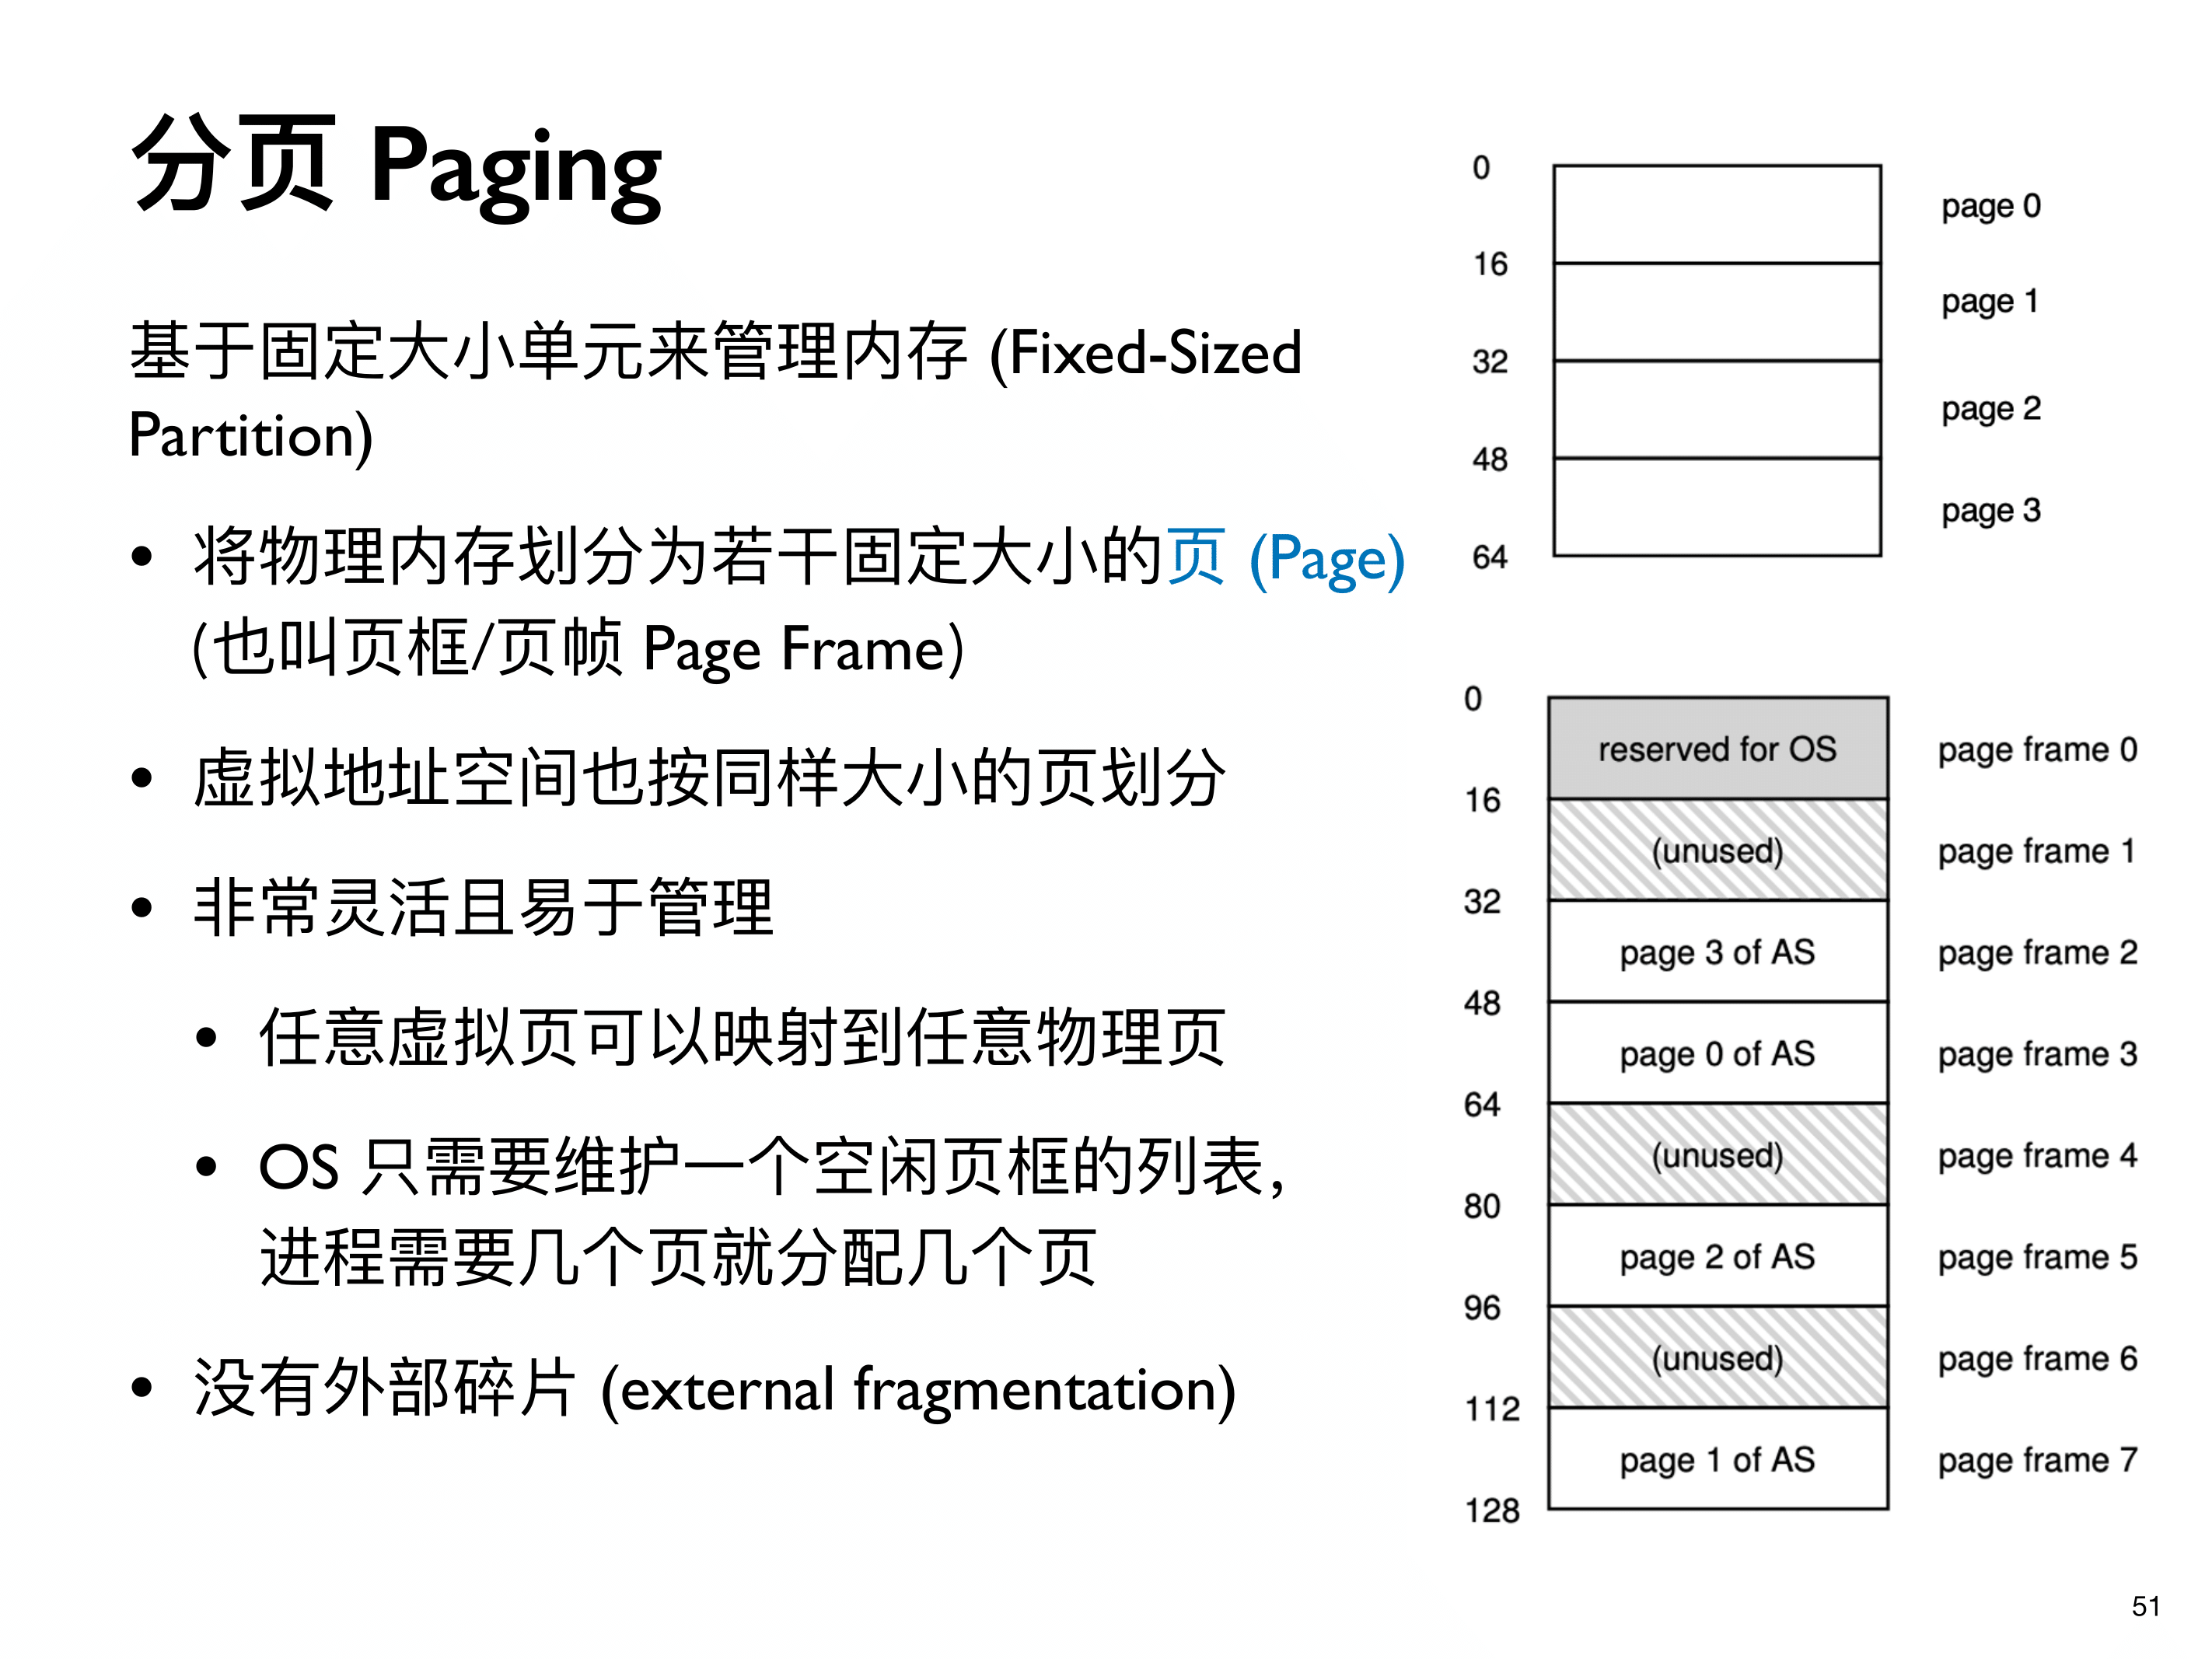 分页 Paging
基于固定大小单元来管理内存 (Fixed-Sized
Partition)
• 将物理内存划分为若干固定大小的页 (Page)
(也叫页框/页帧 Page Frame)
• 虚拟地址空间也按同样大小的页划分
• 非常灵活且易于管理
• 任意虚拟页可以映射到任意物理页
• OS 只需要维护一个空闲页框的列表,
进程需要几个页就分配几个页
• 没有外部碎片 (external fragmentation)
0
page 0
16
page 1
32
page 2
48
page 3
64
0
reserved for OS page frame 0
16
(unused) page frame 1
32
page 3 of AS page frame 2
48
page 0 of AS page frame 3
64
(unused) page frame 4
80
page 2 of AS page frame 5
96
(unused) page frame 6
112
page 1 of AS page frame 7
128
51